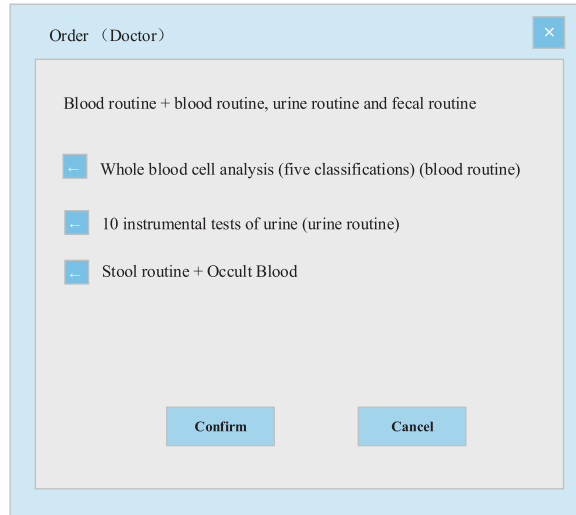 Order （Doctor）
×
Blood routine + blood routine, urine routine and fecal routine
← Whole blood cell analysis (five classifications) (blood routine)
← 10 instrumental tests of urine (urine routine)
← Stool routine + Occult Blood
Confirm Cancel